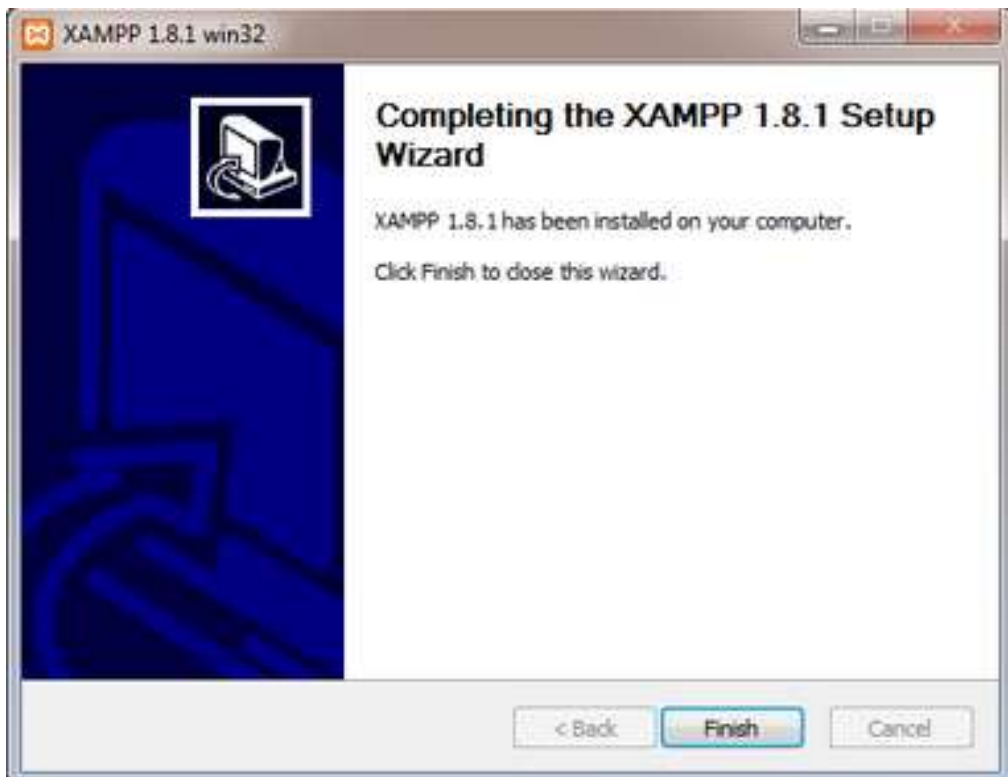 XAMPP 1.8.1 win32
Completing the XAMPP 1.8.1 Setup
Wizard
XAMPP 1.8.1 has been installed on your computer.
Click Finish to close this wizard.
< Back
Finish
Cancel